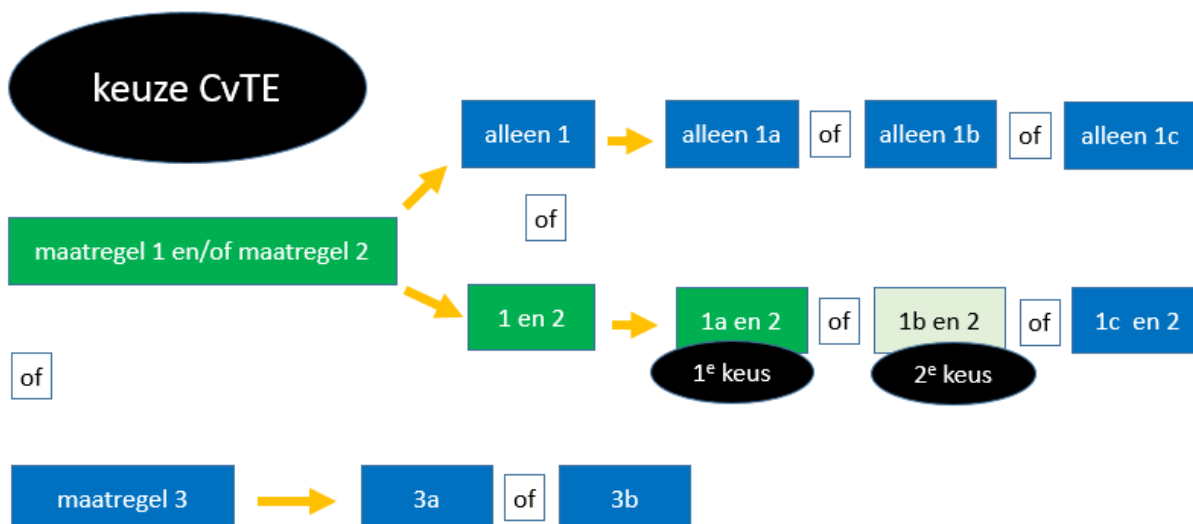 keuze CvTE
alleen 1
alleen 1a
of
alleen 1b
of
alleen 1c
of
maatregel 1 en/of maatregel 2
1 en 2
1a en 2
of
1b en 2
of
1c en 2
1e keus
2e keus
of
maatregel 3
3a
of
3b